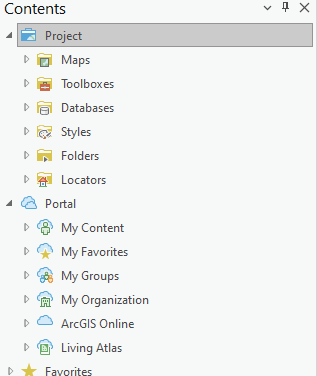 Contents
Project
Maps
Toolboxes
Databases
Styles
Folders
Locators
Portal
My Content
My Favorites
My Groups
My Organization
ArcGIS Online
Living Atlas
Favorites